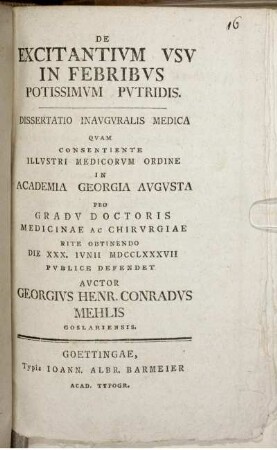 16
DE
EXCITANTIVM VSV
IN FEBRIBVS
POTISSIMVM PVTRIDIS.
DISSERTATIO INAVGVRALIS MEDICA
QVAM
CONSENTIENTE
ILLVSTRI MEDICORVM ORDINE
IN
ACADEMIA GEORGIA AVGVSTA
PRO
GRADV DOCTORIS
MEDICINAE AC CHIRVRGIAE
RITE OBTINENDO
DIE XXX. IVNII MDCCLXXXVII
PVBLICE DEFENDET
AVCTOR
GEORGIVS HENR. CONRADVS
MEHLIS
GOSLARIENSIS.
GOETTINGAE,
Typis IOANN. ALBR. BARMEIER
ACAD. TYPOGR.